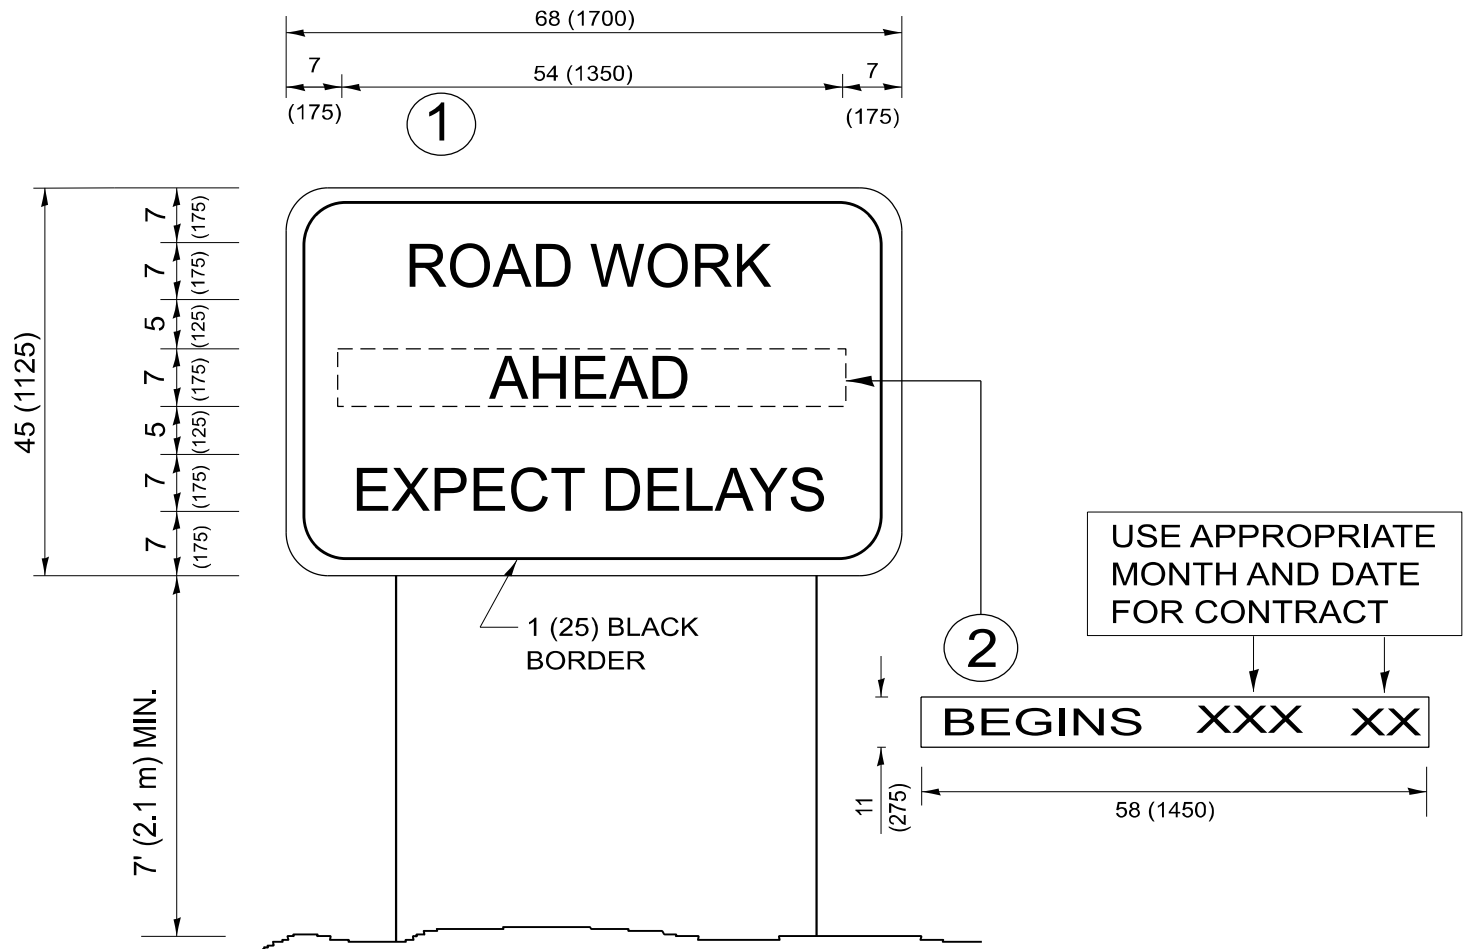 68 (1700)
7
54 (1350)
7
(175)
(175)
1
7
(175)
7
(175)
5
(125)
7
(175)
5
(125)
7
(175)
7
(175)
45 (1125)
ROAD WORK
AHEAD
EXPECT DELAYS
1 (25) BLACK
BORDER
7' (2.1 m) MIN.
2
USE APPROPRIATE
MONTH AND DATE
FOR CONTRACT
BEGINS XXX XX
11
(275)
58 (1450)